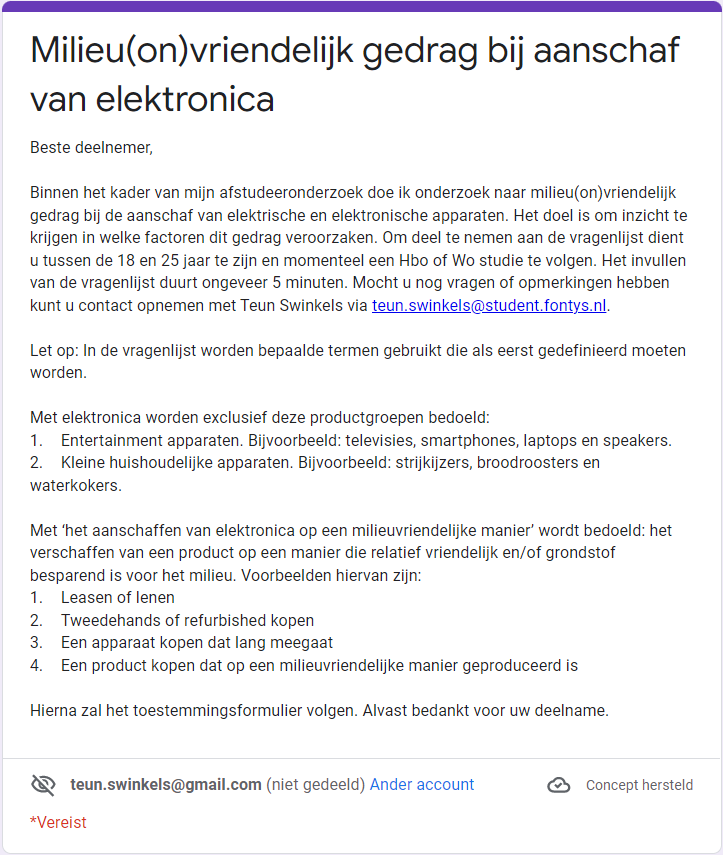 Milieu(on)vriendelijk gedrag bij aanschaf
van elektronica
Beste deelnemer,
Binnen het kader van mijn afstudeeronderzoek doe ik onderzoek naar milieu(on)vriendelijk
gedrag bij de aanschaf van elektrische en elektronische apparaten. Het doel is om inzicht te
krijgen in welke factoren dit gedrag veroorzaken. Om deel te nemen aan de vragenlijst dient
u tussen de 18 en 25 jaar te zijn en momenteel een Hbo of Wo studie te volgen. Het invullen
van de vragenlijst duurt ongeveer 5 minuten. Mocht u nog vragen of opmerkingen hebben
kunt u contact opnemen met Teun Swinkels via teun.swinkels@student.fontys.nl.
Let op: In de vragenlijst worden bepaalde termen gebruikt die als eerst gedefinieerd moeten
worden.
Met elektronica worden exclusief deze productgroepen bedoeld:
1. Entertainment apparaten. Bijvoorbeeld: televisies, smartphones, laptops en speakers.
2. Kleine huishoudelijke apparaten. Bijvoorbeeld: strijkijzers, broodroosters en
waterkokers.
Met ‘het aanschaffen van elektronica op een milieuvriendelijke manier’ wordt bedoeld: het
verschaffen van een product op een manier die relatief vriendelijk en/of grondstof
besparend is voor het milieu. Voorbeelden hiervan zijn:
1. Leasen of lenen
2. Tweedehands of refurbished kopen
3. Een apparaat kopen dat lang meegaat
4. Een product kopen dat op een milieuvriendelijke manier geproduceerd is
Hierna zal het toestemmingsformulier volgen. Alvast bedankt voor uw deelname.
teun.swinkels@gmail.com (niet gedeeld) Ander account Concept hersteld
*Vereist